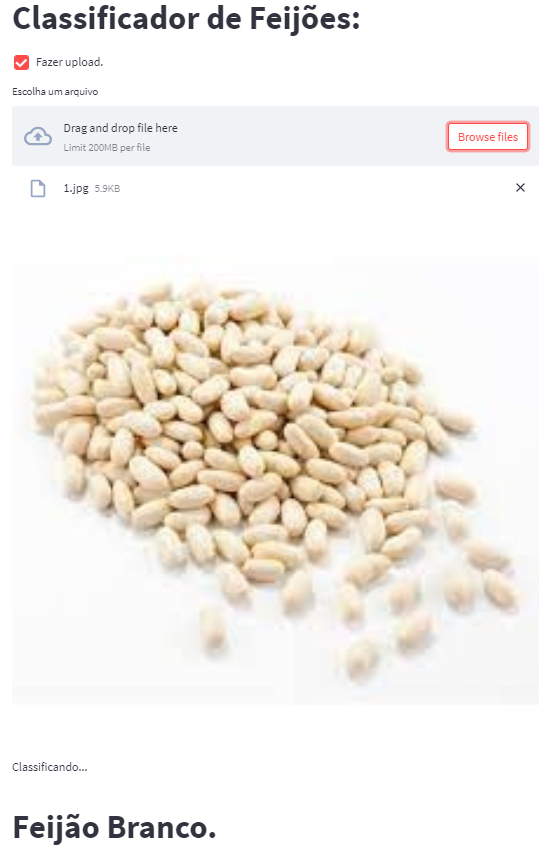 Classificador de Feijões:
Fazer upload.
Escolha um arquivo
Drag and drop file here
Limit 200MB per file
Browse files
1.jpg 5.9KB
Classificando...
Feijão Branco.